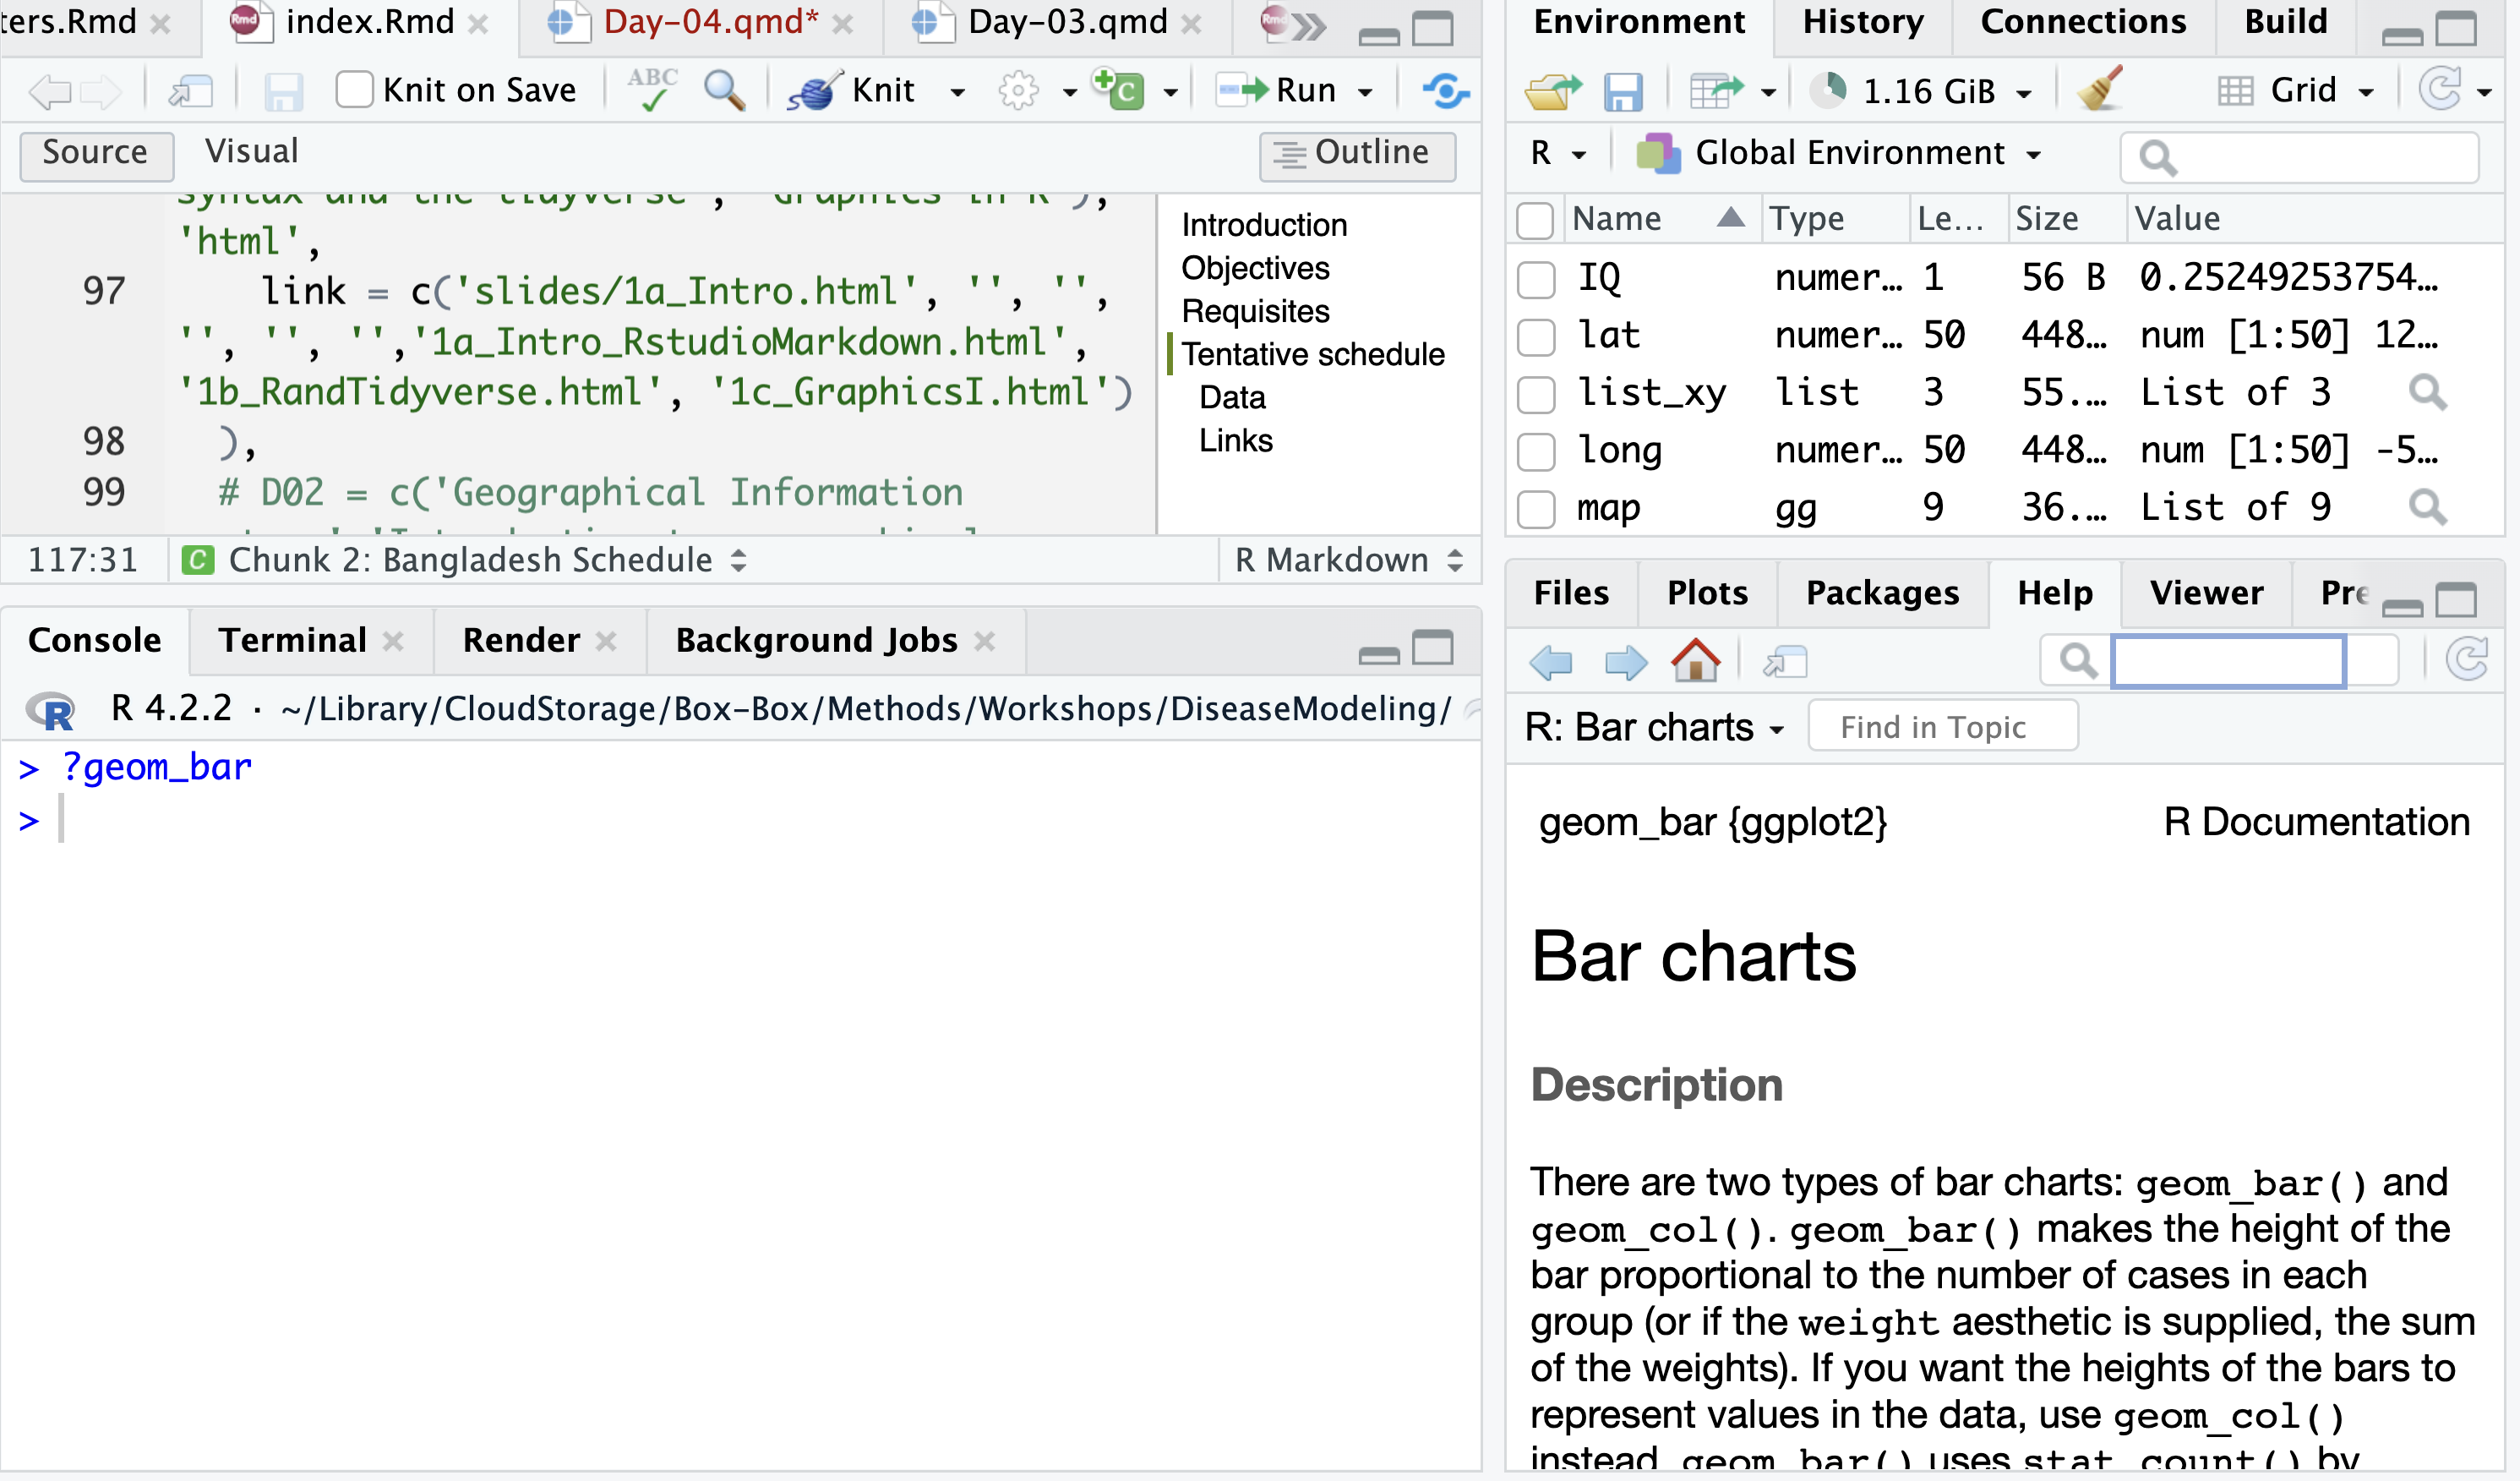 ters.Rmd index.Rmd Day-04.qmd* Day-03.qmd
Knit on Save ABC Knit Run
Source Visual Outline
syntax and the tidyverse', 'Graphics in R'),
'html',
97 link = c('slides/1a_Intro.html', '', '',
'', '', '','1a_Intro_RstudioMarkdown.html',
'1b_RandTidyverse.html', '1c_GraphicsI.html')
98 ),
99 # D02 = c('Geographical Information
Introduction
Objectives
Requisites
Tentative schedule
Data
Links
117:31 C Chunk 2: Bangladesh Schedule R Markdown
Console Terminal Render Background Jobs
R R 4.2.2 · ~/Library/CloudStorage/Box-Box/Methods/Workshops/DiseaseModeling/
> ?geom_bar
>
Environment History Connections Build
1.16 GiB Grid
R Global Environment
Name Type Le... Size Value
IQ numer… 1 56 B 0.25249253754…
lat numer… 50 448… num [1:50] 12…
list_xy list 3 55.… List of 3
long numer… 50 448… num [1:50] -5…
map gg 9 36.… List of 9
Files Plots Packages Help Viewer Pre
R: Bar charts Find in Topic
geom_bar {ggplot2} R Documentation
Bar charts
Description
There are two types of bar charts: geom_bar() and
geom_col(). geom_bar() makes the height of the
bar proportional to the number of cases in each
group (or if the weight aesthetic is supplied, the sum
of the weights). If you want the heights of the bars to
represent values in the data, use geom_col()
instead. geom_bar() uses stat_count() by